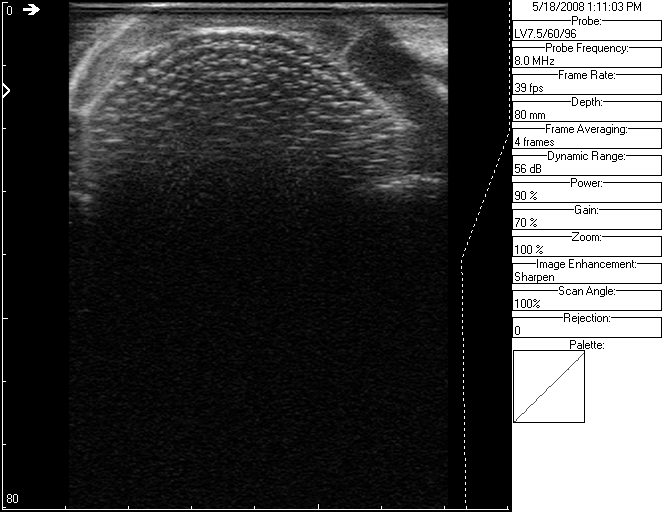 0
80
5/18/2008 1:11:03 PM
Probe:
LV7.5/60/96
Probe Frequency:
8.0 MHz
Frame Rate:
39 fps
Depth:
80 mm
Frame Averaging:
4 frames
Dynamic Range:
56 dB
Power:
90 %
Gain:
70 %
Zoom:
100 %
Image Enhancement:
Sharpen
Scan Angle:
100%
Rejection:
0
Palette: